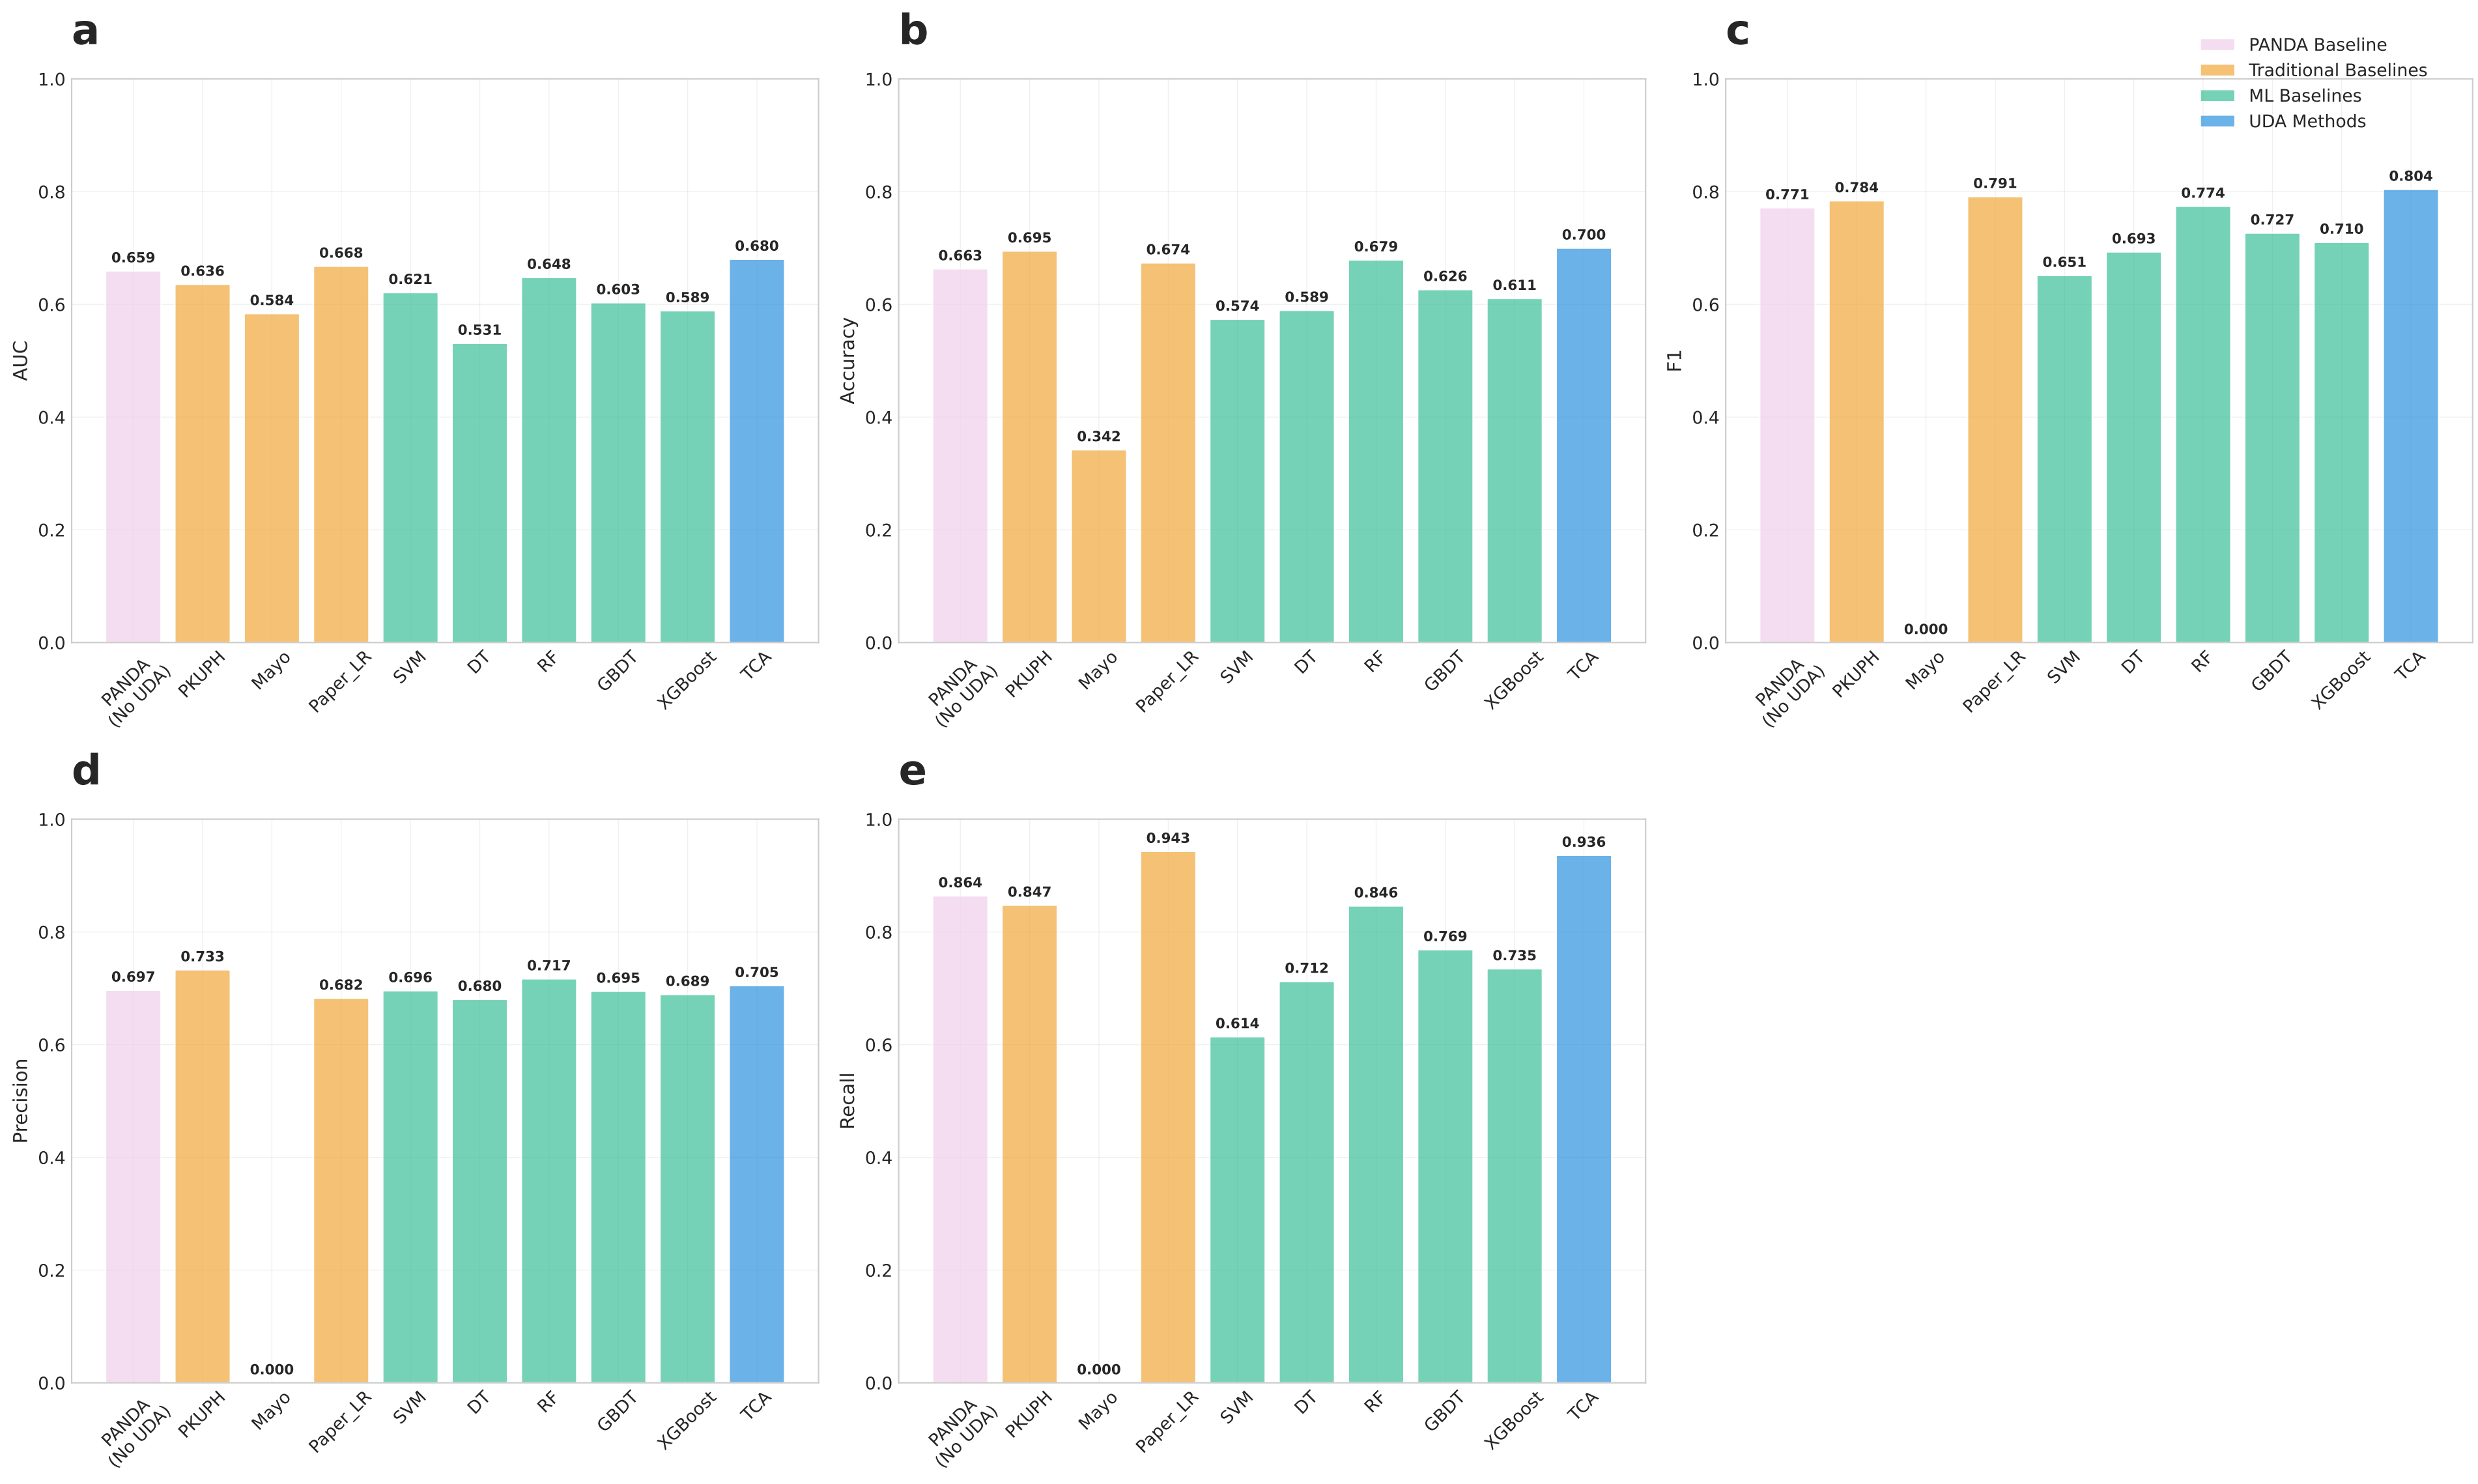 a
b
c
PANDA Baseline
Traditional Baselines
ML Baselines
UDA Methods
AUC
1.0
0.8
0.6
0.4
0.2
0.0
0.659
0.636
0.584
0.668
0.621
0.531
0.648
0.603
0.589
0.680
PANDA
(No UDA)
PKUPH
Mayo
Paper_LR
SVM
DT
RF
GBDT
XGBoost
TCA
Accuracy
1.0
0.8
0.6
0.4
0.2
0.0
0.663
0.695
0.342
0.674
0.574
0.589
0.679
0.626
0.611
0.700
PANDA
(No UDA)
PKUPH
Mayo
Paper_LR
SVM
DT
RF
GBDT
XGBoost
TCA
F1
1.0
0.8
0.6
0.4
0.2
0.0
0.771
0.784
0.000
0.791
0.651
0.693
0.774
0.727
0.710
0.804
PANDA
(No UDA)
PKUPH
Mayo
Paper_LR
SVM
DT
RF
GBDT
XGBoost
TCA
d
e
Precision
1.0
0.8
0.6
0.4
0.2
0.0
0.697
0.733
0.000
0.682
0.696
0.680
0.717
0.695
0.689
0.705
PANDA
(No UDA)
PKUPH
Mayo
Paper_LR
SVM
DT
RF
GBDT
XGBoost
TCA
Recall
1.0
0.8
0.6
0.4
0.2
0.0
0.864
0.847
0.000
0.943
0.614
0.712
0.846
0.769
0.735
0.936
PANDA
(No UDA)
PKUPH
Mayo
Paper_LR
SVM
DT
RF
GBDT
XGBoost
TCA